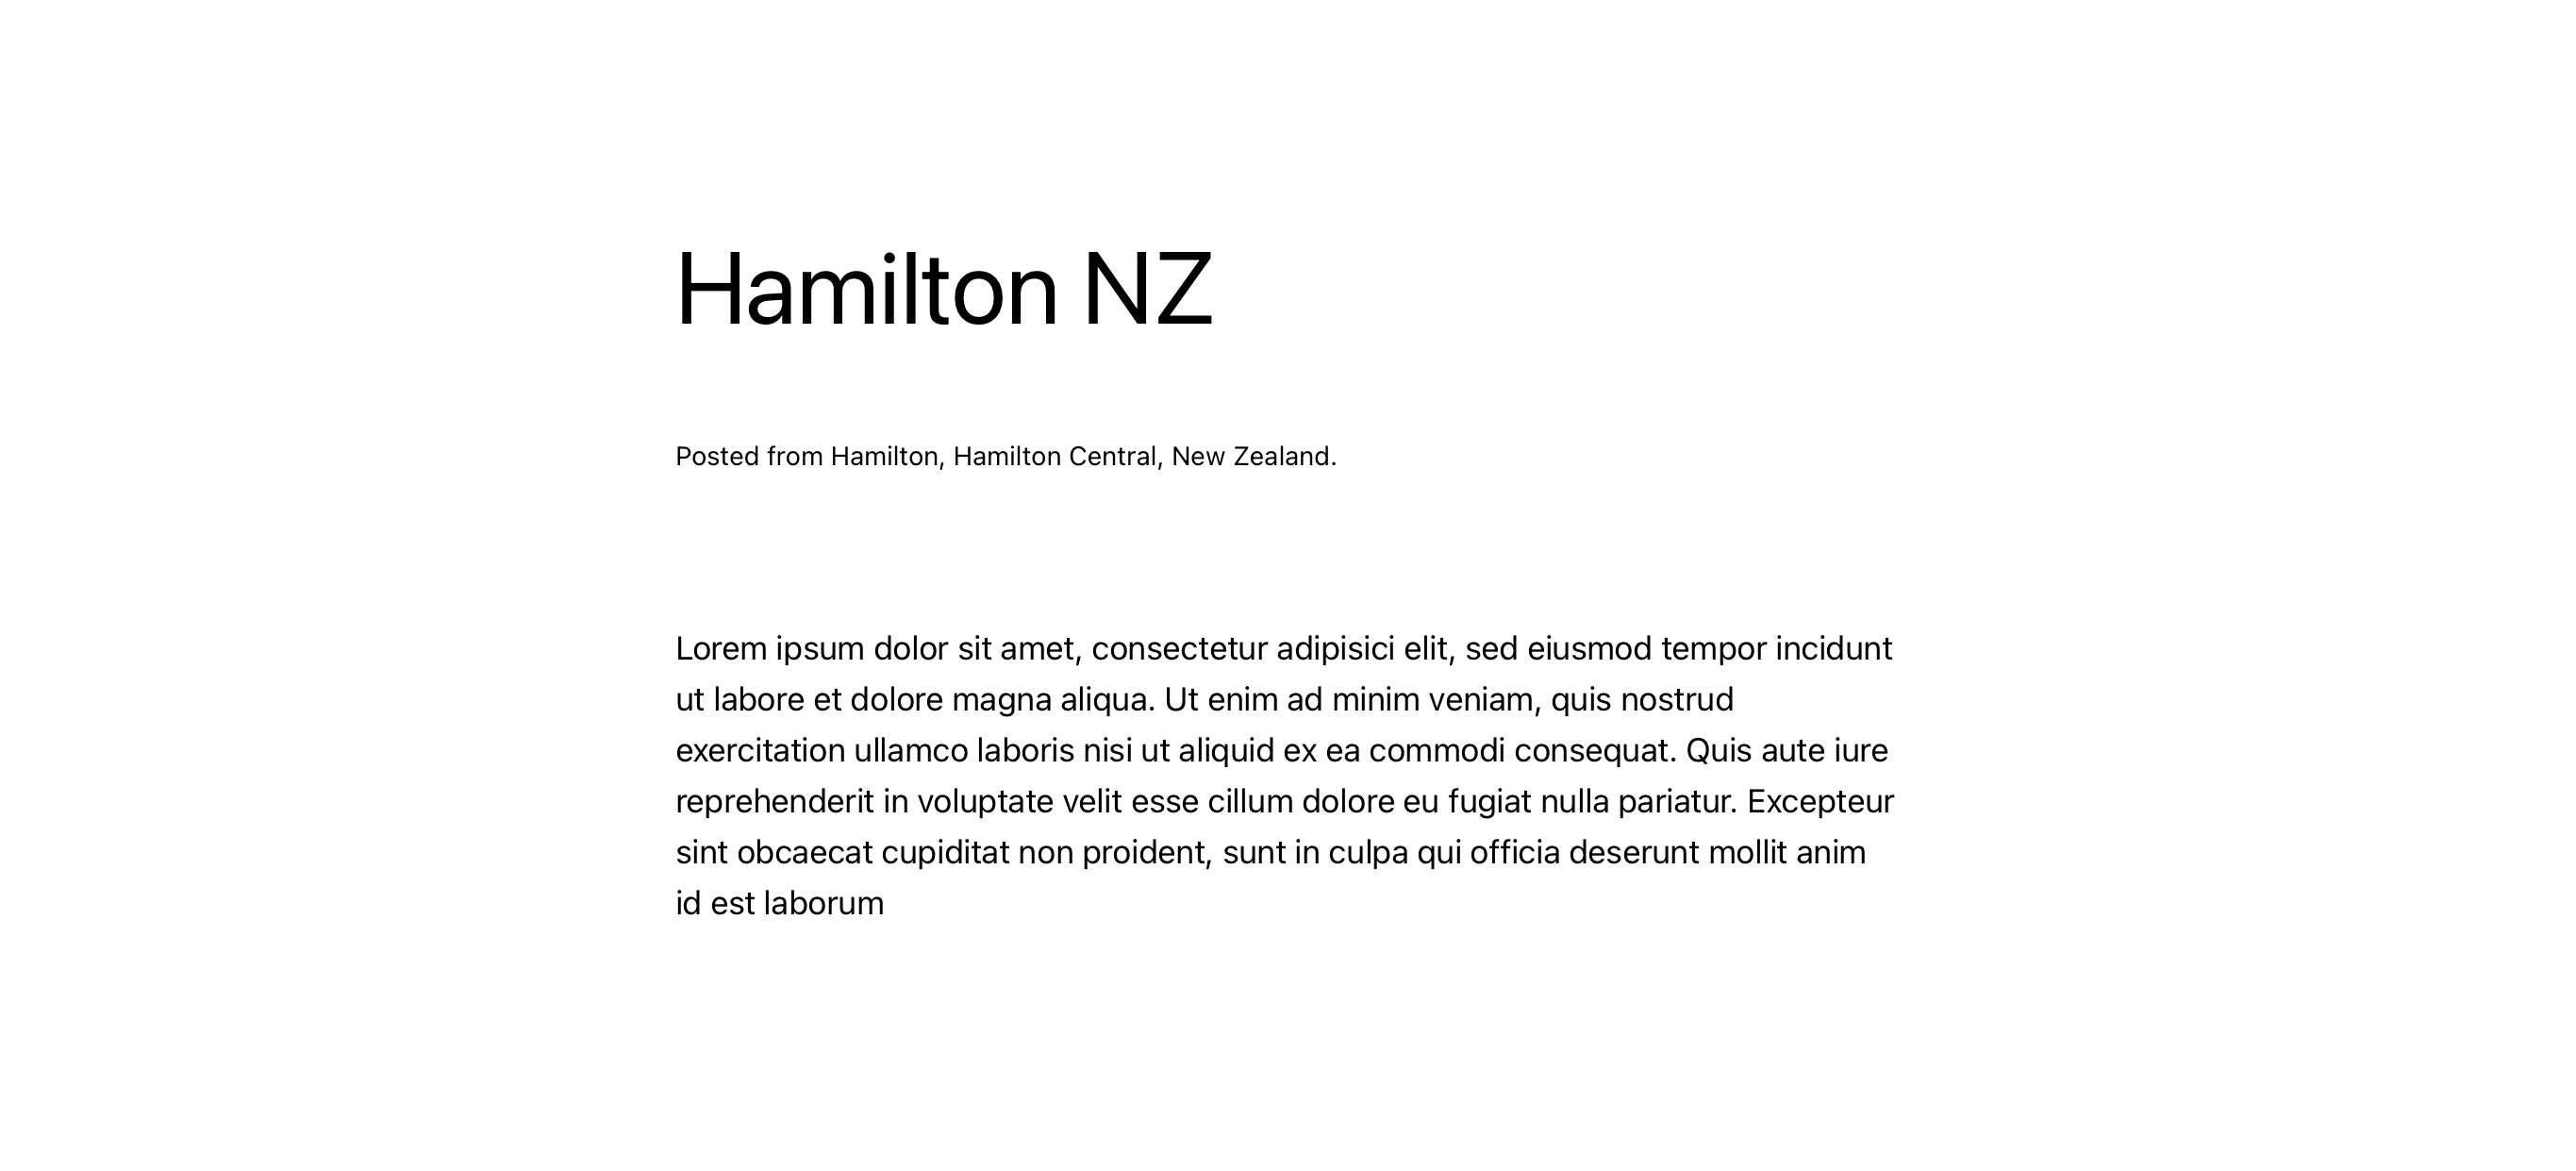 Hamilton NZ
Posted from Hamilton, Hamilton Central, New Zealand.
Lorem ipsum dolor sit amet, consectetur adipisici elit, sed eiusmod tempor incidunt
ut labore et dolore magna aliqua. Ut enim ad minim veniam, quis nostrud
exercitation ullamco laboris nisi ut aliquid ex ea commodi consequat. Quis aute iure
reprehenderit in voluptate velit esse cillum dolore eu fugiat nulla pariatur. Excepteur
sint obcaecat cupiditat non proident, sunt in culpa qui officia deserunt mollit anim
id est laborum